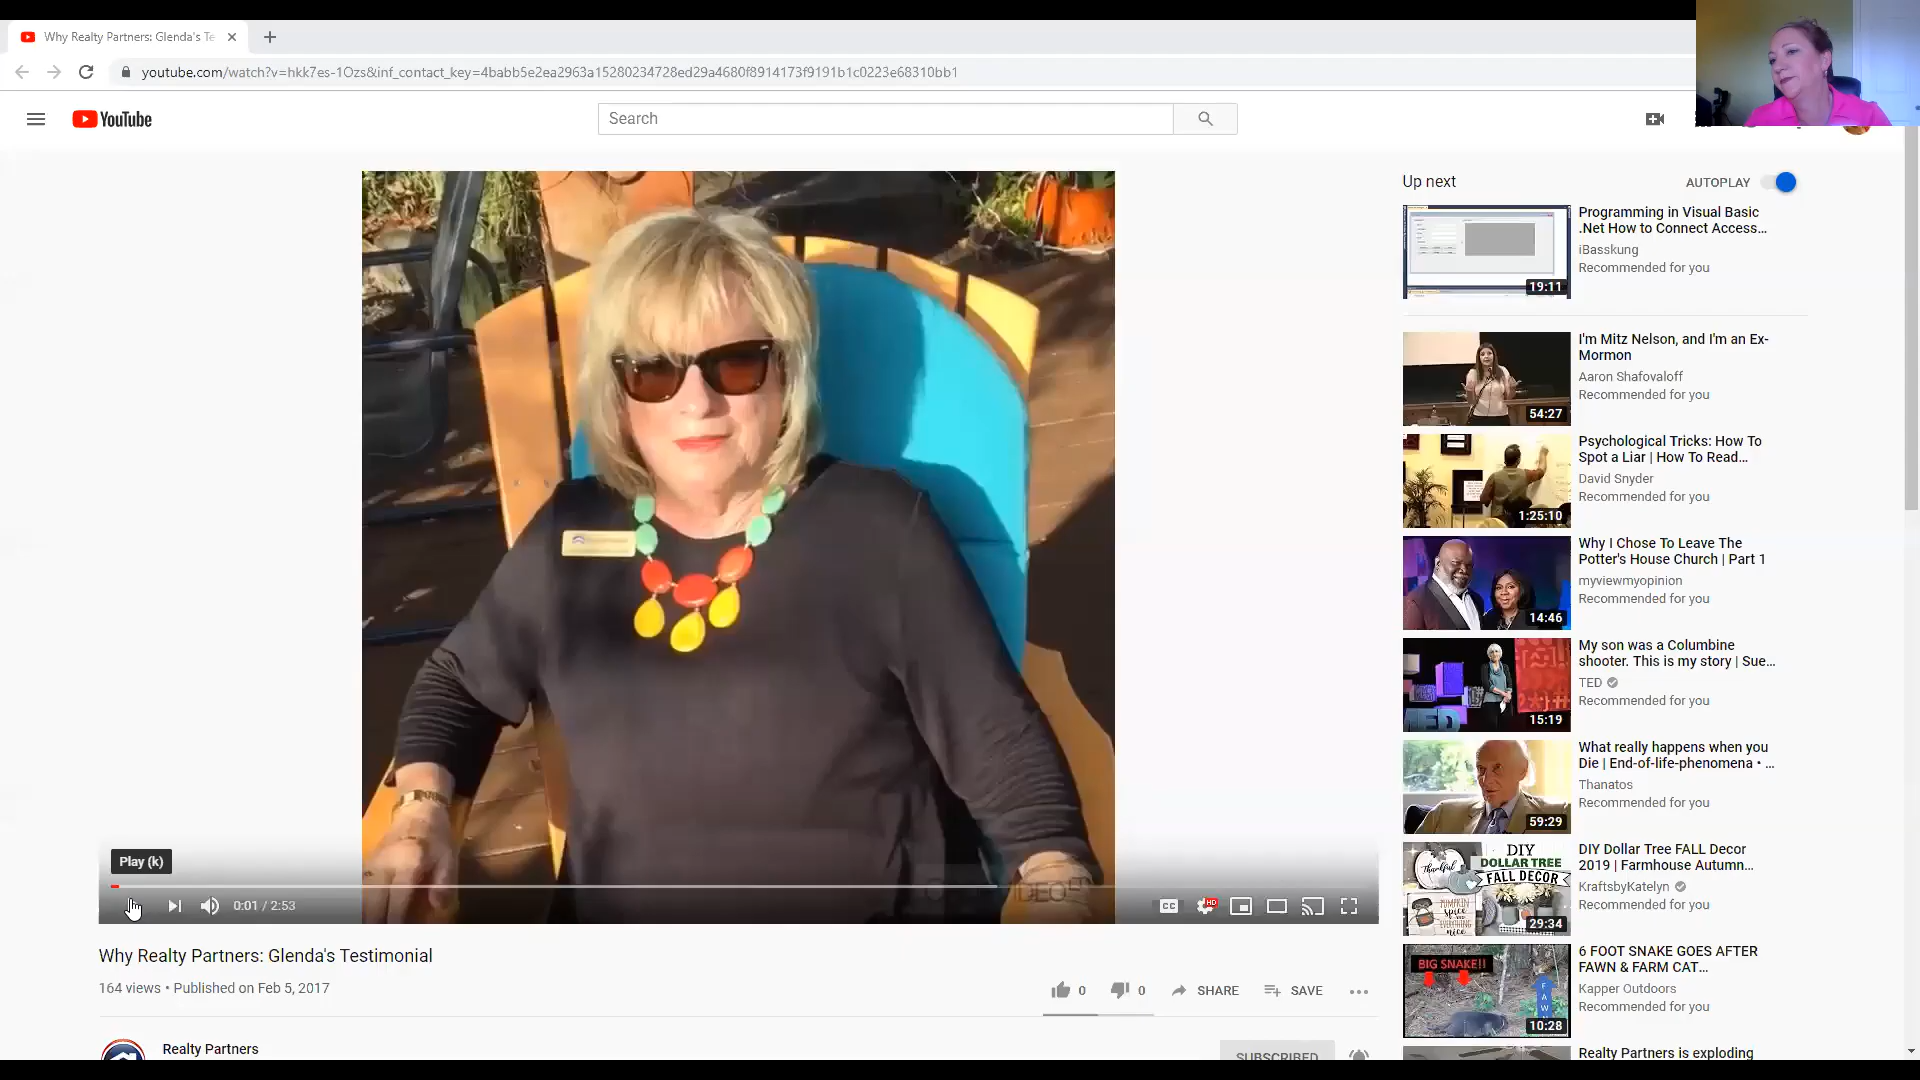 Why Realty Partners: Glenda's Te
youtube.com/watch?v=hkk7es-1Ozs&inf_contact_key=4babb5e2ea2963a15280234728ed29a4680f8914173f9191b1c0223e68310bb1
YouTube
Search
Up next
AUTOPLAY
Programming in Visual Basic
.Net How to Connect Access...
iBasskung
Recommended for you
19:11
I'm Mitz Nelson, and I'm an Ex-
Mormon
Aaron Shafovaloff
Recommended for you
54:27
Psychological Tricks: How To
Spot a Liar | How To Read...
David Snyder
Recommended for you
1:25:10
Why I Chose To Leave The
Potter's House Church | Part 1
myviewmyopinion
Recommended for you
14:46
My son was a Columbine
shooter. This is my story | Sue...
TED
Recommended for you
15:19
What really happens when you
Die | End-of-life-phenomena • ...
Thanatos
Recommended for you
59:29
DIY
DOLLAR TREE
FALL DECOR
Thankful
DIY Dollar Tree FALL Decor
2019 | Farmhouse Autumn...
KraftsbyKatelyn
Recommended for you
29:34
BIG SNAKE!!
FAW
6 FOOT SNAKE GOES AFTER
FAWN & FARM CAT...
Kapper Outdoors
Recommended for you
10:28
Realty Partners is exploding
Play (k)
0:01 / 2:53
CC
HD
Why Realty Partners: Glenda's Testimonial
164 views • Published on Feb 5, 2017
0
0
SHARE
SAVE
Realty Partners
SUBSCRIBED